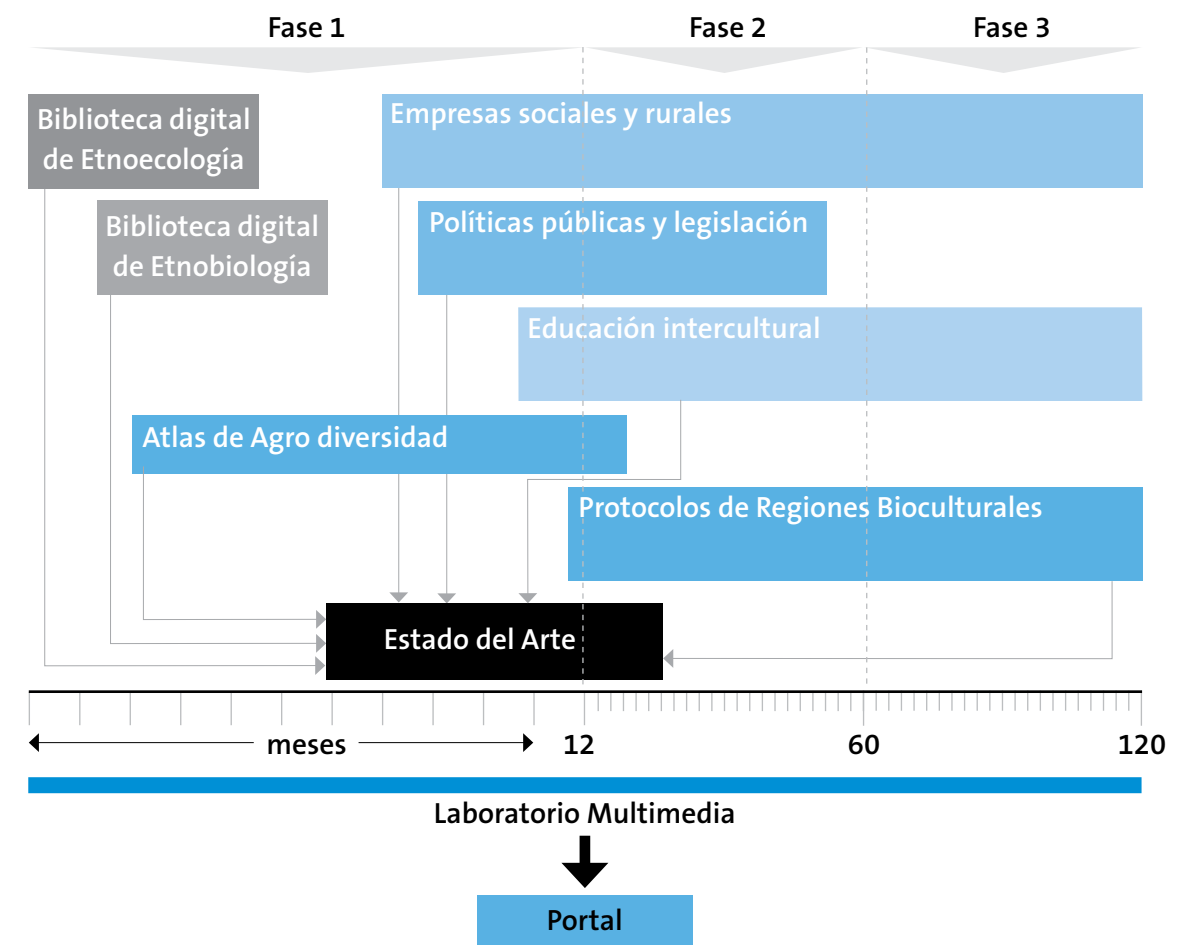 Fase 1
Fase 2
Fase 3
Biblioteca digital
de Etnoecología
Empresas sociales y rurales
Biblioteca digital
de Etnobiología
Políticas públicas y legislación
Educación intercultural
Atlas de Agro diversidad
Protocolos de Regiones Bioculturales
Estado del Arte
meses
12
60
120
Laboratorio Multimedia
Portal